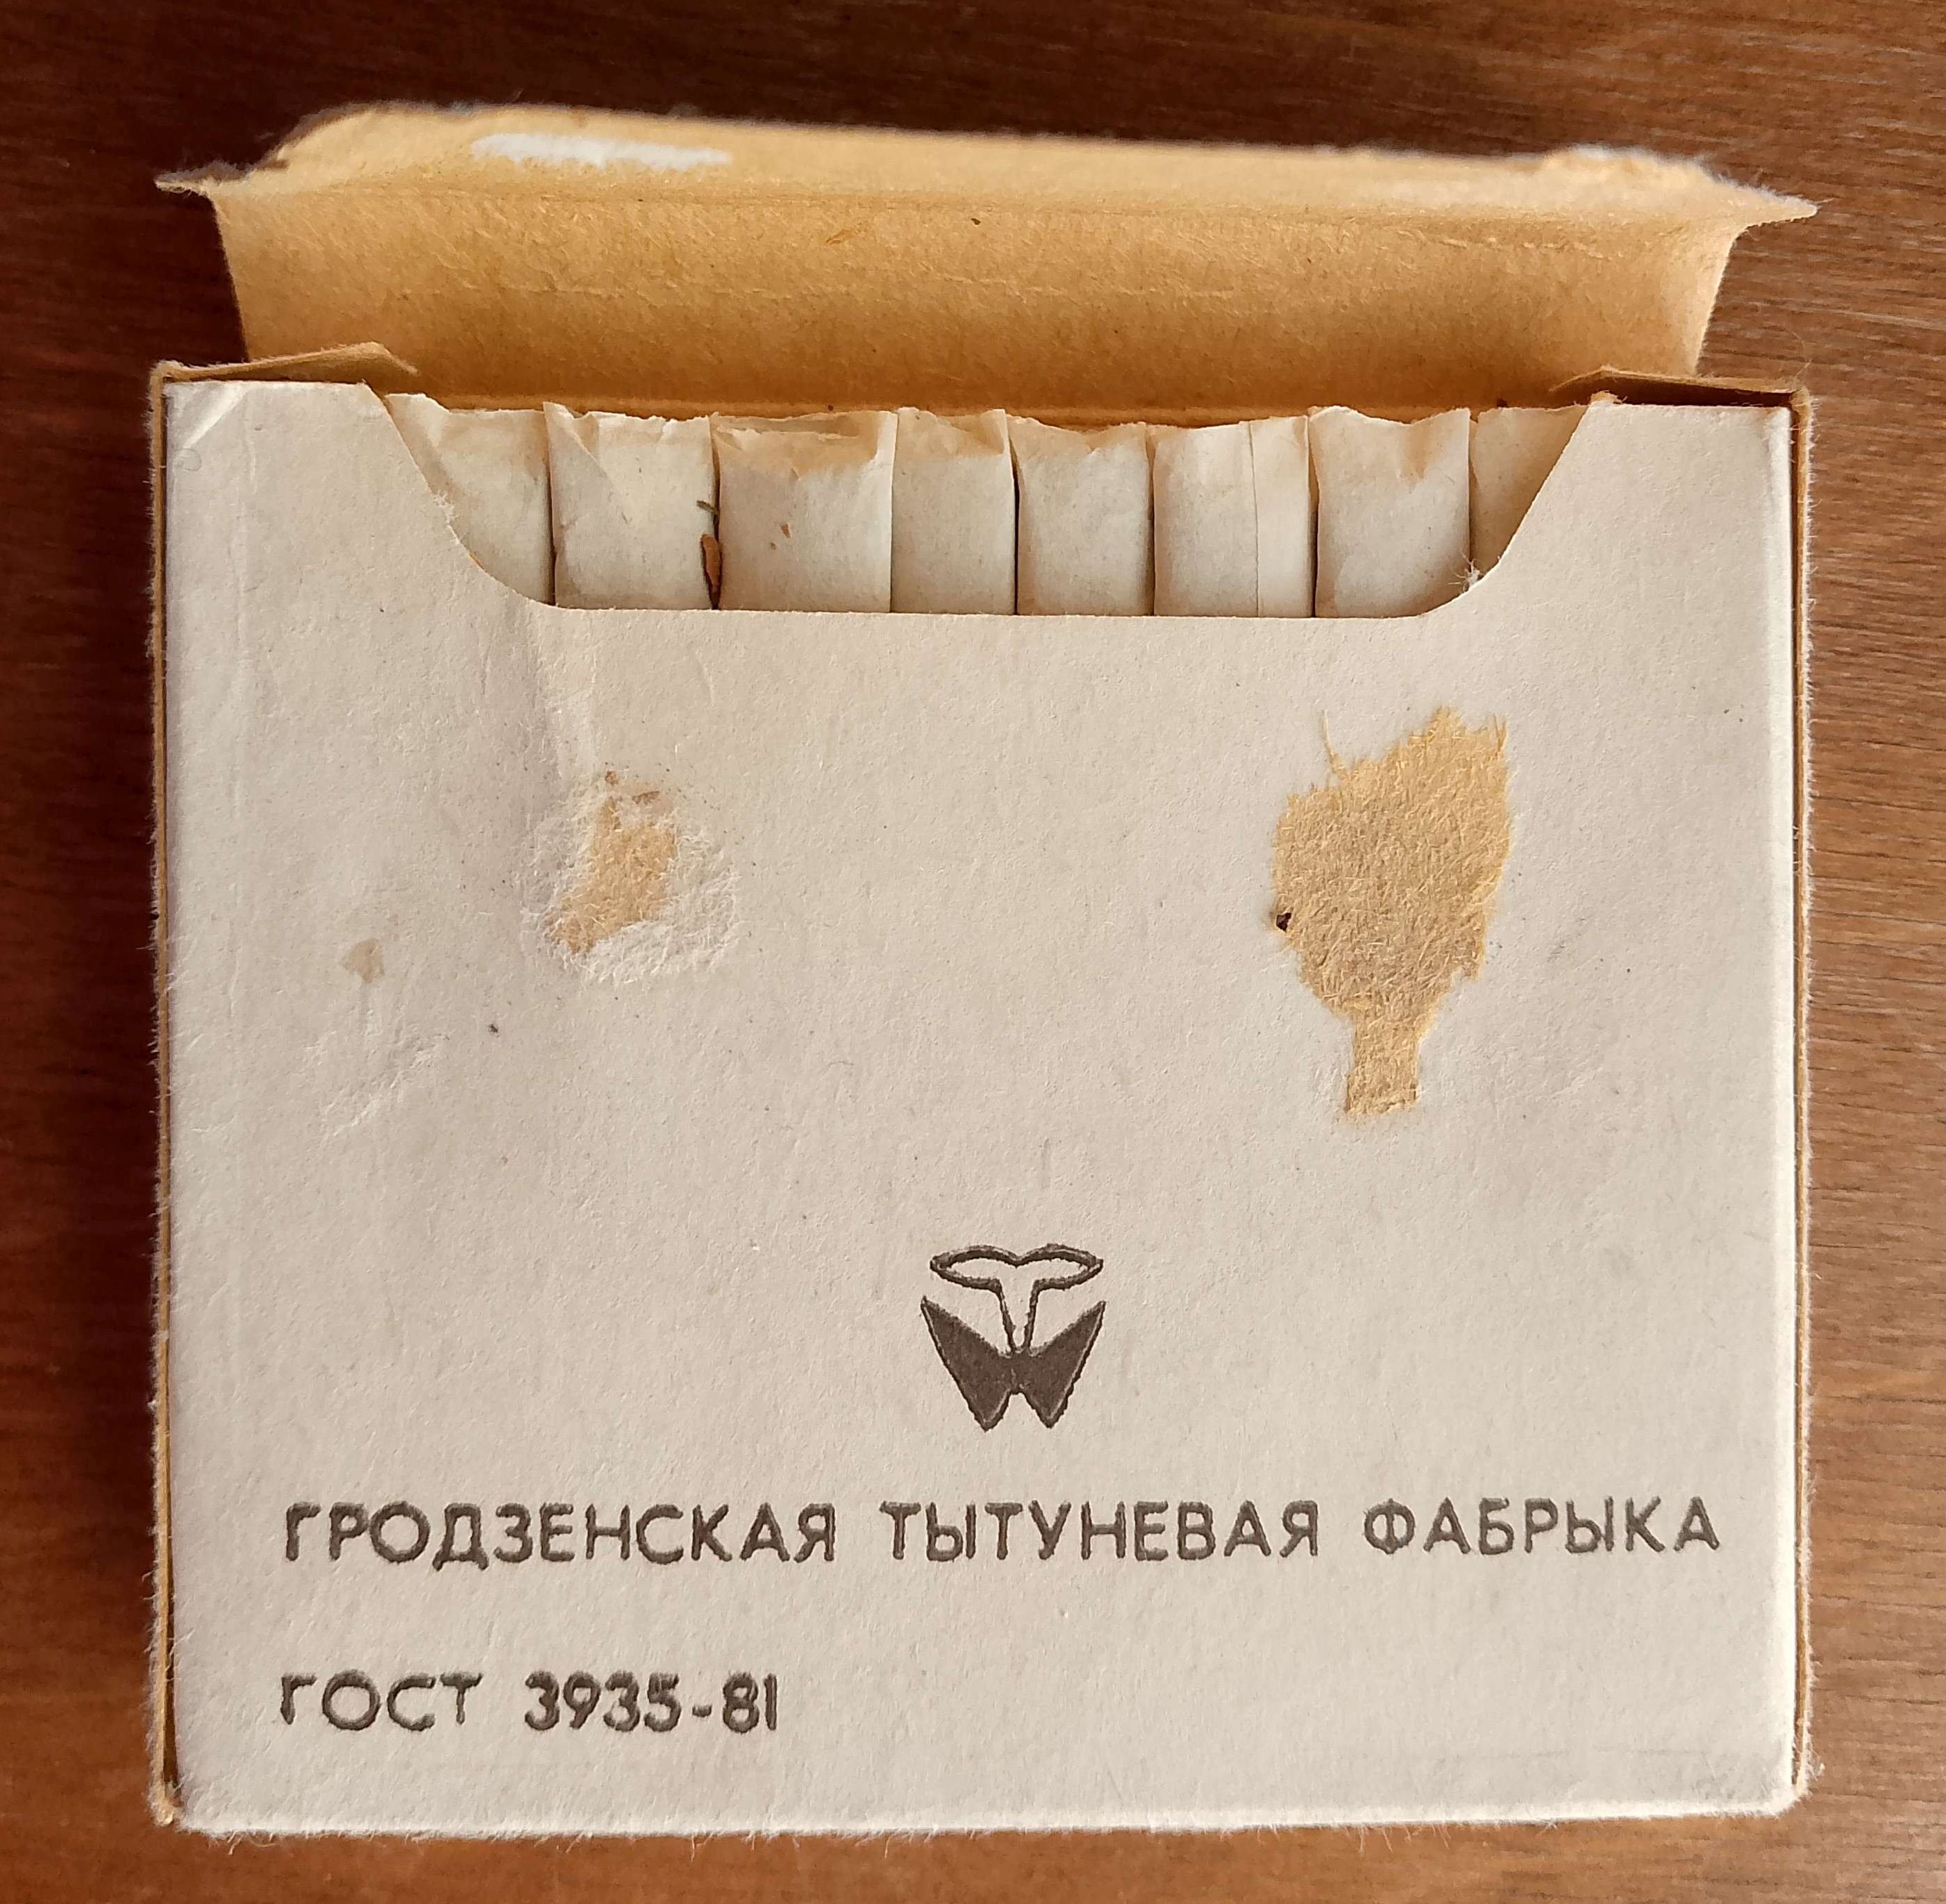 ГРОДЗЕНСКАЯ ТЫТУНЕВАЯ ФАБРЫКА
ГОСТ 3935-81